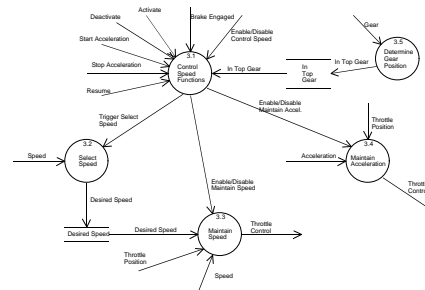 Activate
Deactivate
Brake Engaged
Gear
Start Acceleration
Enable/Disable
Control Speed
3.1
Control
Speed
Functions
3.5
Determine
Gear
Position
Stop Acceleration
In Top Gear
In
Top
Gear
In Top Gear
Resume
Enable/Disable
Maintain Accel.
Trigger Select
Speed
Throttle
Position
3.2
Select
Speed
Speed
3.4
Maintain
Acceleration
Acceleration
Enable/Disable
Maintain Speed
Throttle
Desired Speed
3.3
Maintain
Speed
Desired Speed
Desired Speed
Throttle
Control
Throttle
Position
Speed